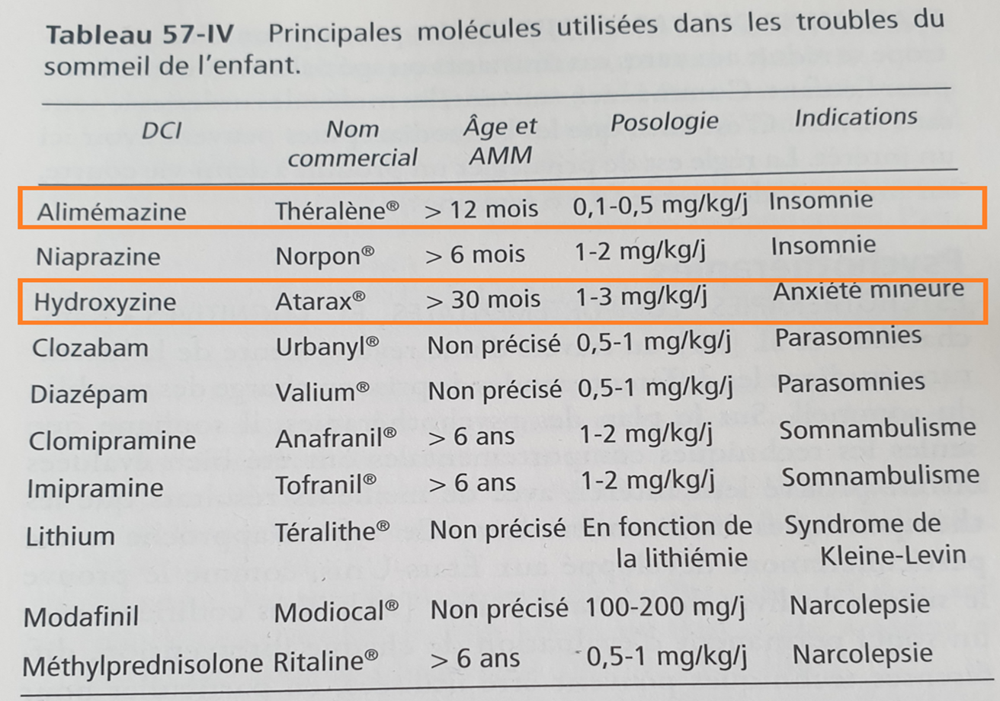 Tableau 57-IV Principales molécules utilisées dans les troubles du
sommeil de l'enfant.
DCI Nom commercial Âge et AMM Posologie Indications
Alimémazine Théralène® > 12 mois 0,1-0,5 mg/kg/j Insomnie
Niaprazine Norpon® > 6 mois 1-2 mg/kg/j Insomnie
Hydroxyzine Atarax® > 30 mois 1-3 mg/kg/j Anxiété mineure
Clozabam Urbanyl® Non précisé 0,5-1 mg/kg/j Parasomnies
Diazépam Valium® Non précisé 0,5-1 mg/kg/j Parasomnies
Clomipramine Anafranil® > 6 ans 1-2 mg/kg/j Somnambulisme
Imipramine Tofranil® > 6 ans 1-2 mg/kg/j Somnambulisme
Lithium Téralithe® Non précisé En fonction de la lithiémie Syndrome de Kleine-Levin
Modafinil Modiocal® Non précisé 100-200 mg/j Narcolepsie
Méthylprednisolone Ritaline® > 6 ans 0,5-1 mg/kg/j Narcolepsie